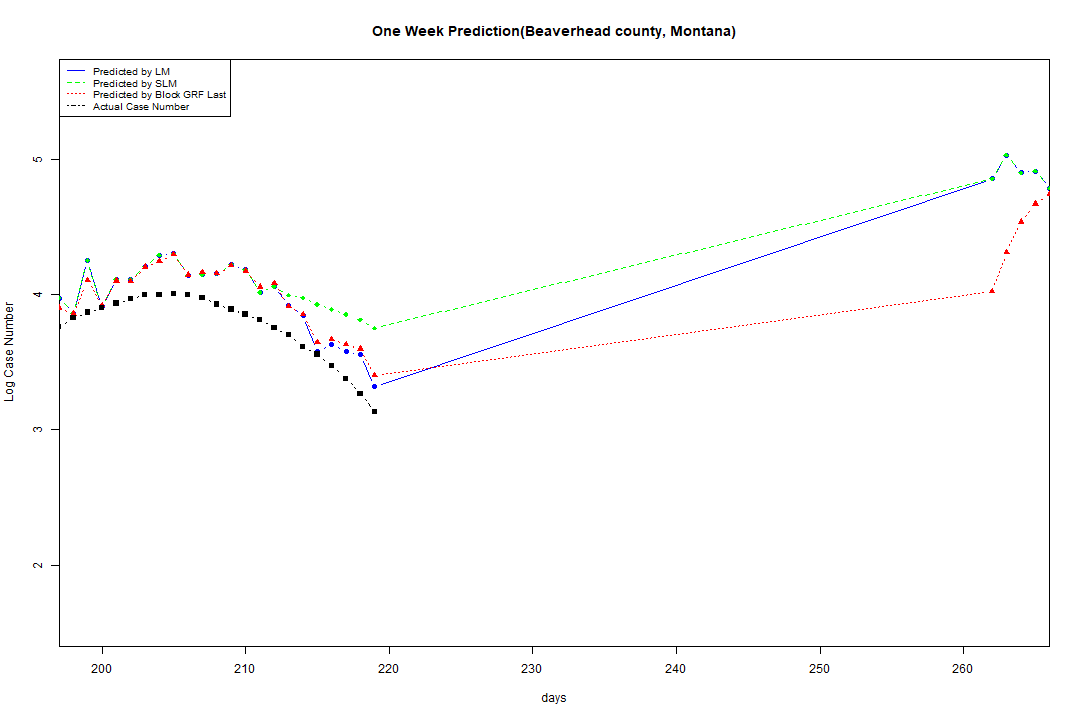 One Week Prediction(Beaverhead county, Montana)
Predicted by LM
Predicted by SLM
Predicted by Block GRF Last
Actual Case Number
5
4
3
2
Log Case Number
200 210 220 230 240 250 260
days